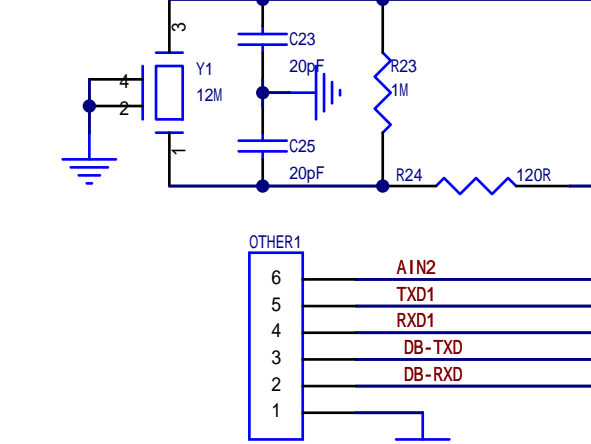 3
C23
20pF
Y1
12M
R23
1M
4
2
1
C25
20pF
R24
120R
OTHER1
6 AIN2
5 TXD1
4 RXD1
3 DB-TXD
2 DB-RXD
1